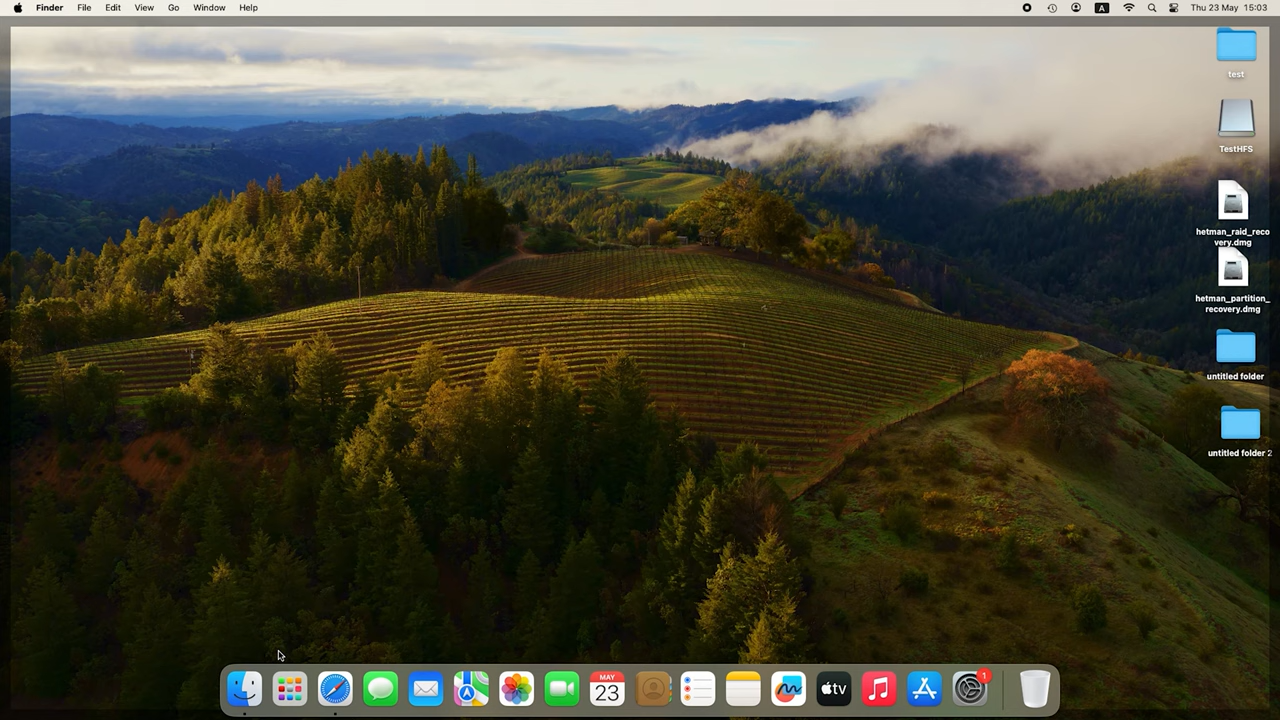 Finder File Edit View Go Window Help A Thu 23 May 15:03
test
TestHFS
hetman_raid_reco
very.dmg
hetman_partition_
recovery.dmg
untitled folder
untitled folder 2
MAY
23
tv
1